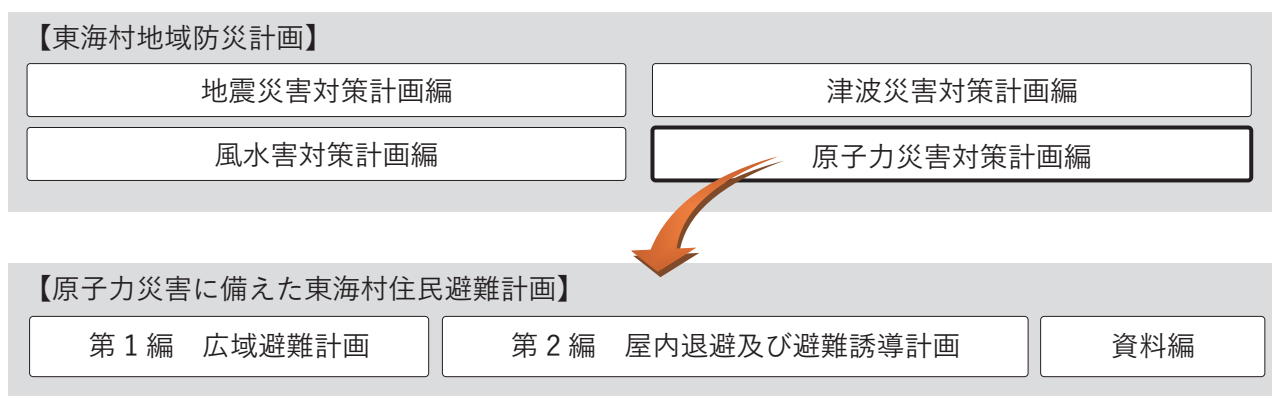 【東海村地域防災計画】
地震災害対策計画編
津波災害対策計画編
風水害対策計画編
原子力災害対策計画編
【原子力災害に備えた東海村住民避難計画】
第1編　広域避難計画
第2編　屋内退避及び避難誘導計画
資料編